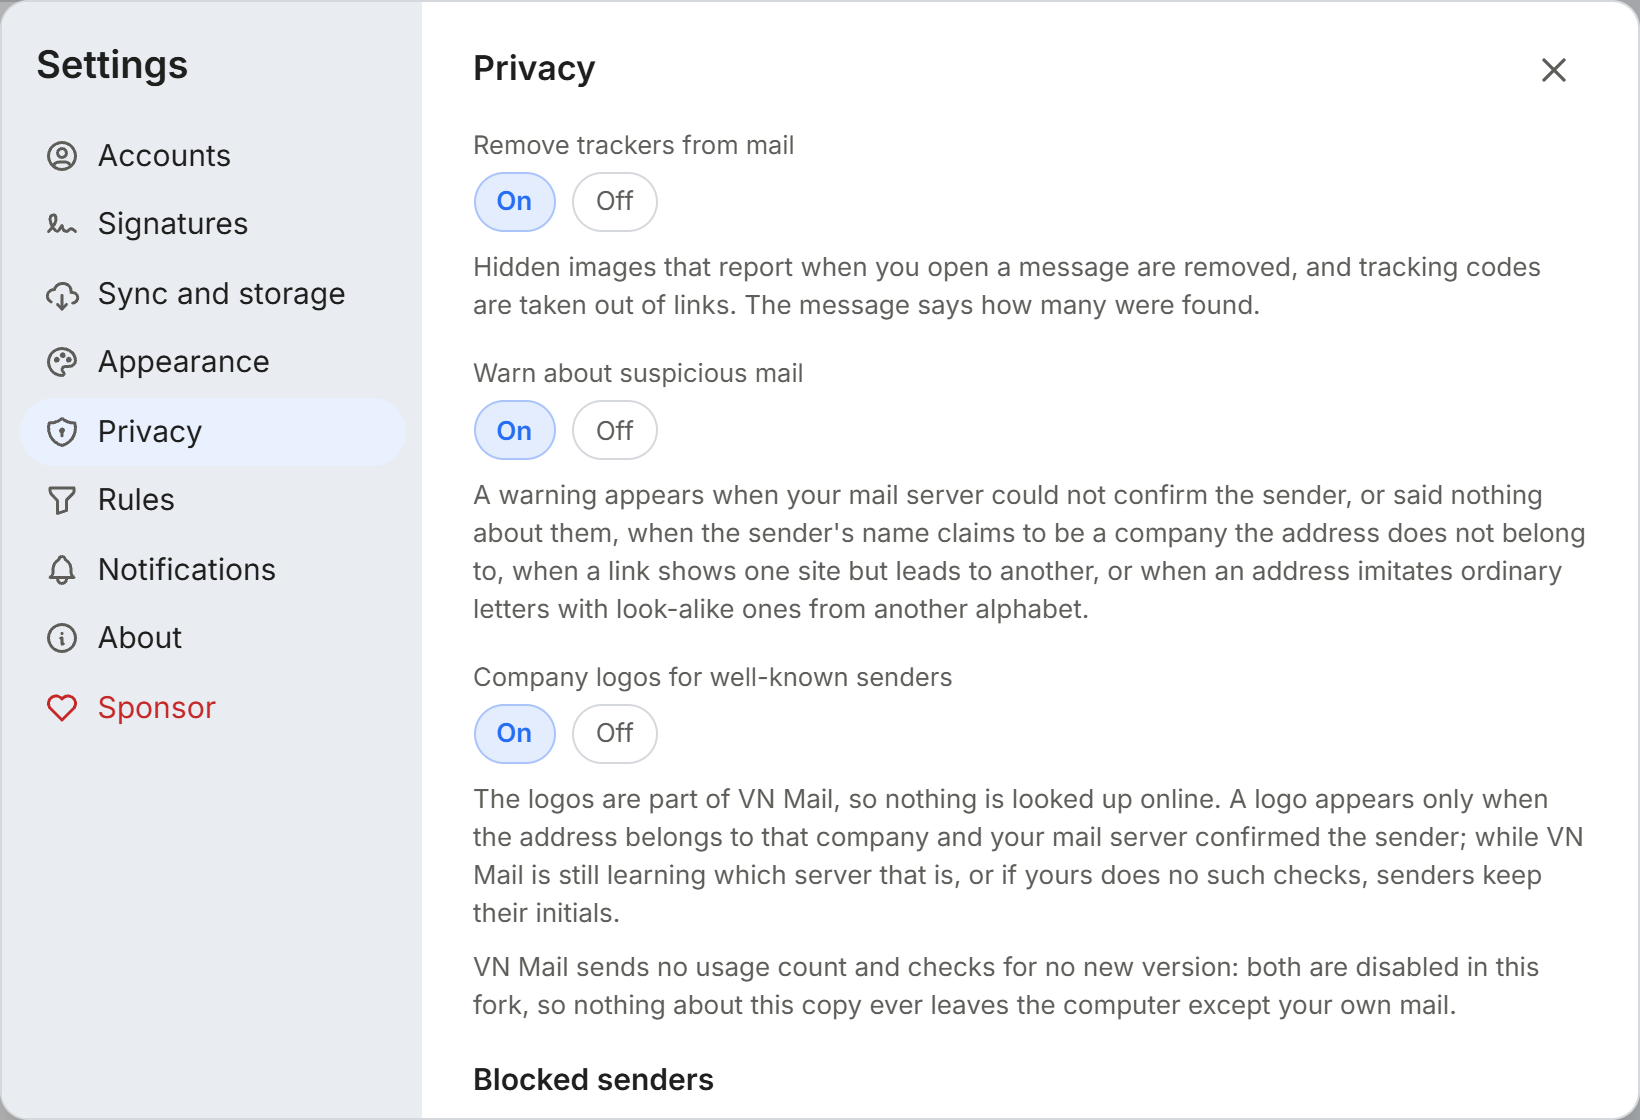 Settings
Accounts
Signatures
Sync and storage
Appearance
Privacy
Rules
Notifications
About
Sponsor
Privacy
Remove trackers from mail
On Off
Hidden images that report when you open a message are removed, and tracking codes
are taken out of links. The message says how many were found.
Warn about suspicious mail
On Off
A warning appears when your mail server could not confirm the sender, or said nothing
about them, when the sender's name claims to be a company the address does not belong
to, when a link shows one site but leads to another, or when an address imitates ordinary
letters with look-alike ones from another alphabet.
Company logos for well-known senders
On Off
The logos are part of VN Mail, so nothing is looked up online. A logo appears only when
the address belongs to that company and your mail server confirmed the sender; while VN
Mail is still learning which server that is, or if yours does no such checks, senders keep
their initials.
VN Mail sends no usage count and checks for no new version: both are disabled in this
fork, so nothing about this copy ever leaves the computer except your own mail.
Blocked senders